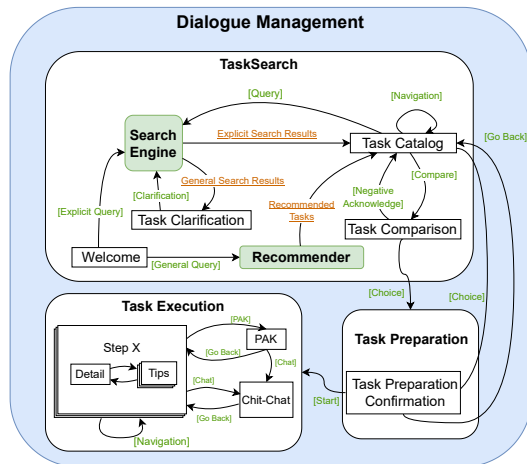 Dialogue Management
TaskSearch
[Query]
[Navigation]
Search
Engine
Explicit Search Results
Task Catalog
[Go Back]
General Search Results
[Compare]
[Clarification]
[Negative
Acknowledge]
Recommended
Tasks
[Explicit Query]
Task Clarification
Task Comparison
Welcome
[General Query]
Recommender
[Choice]
[Choice]
Task Execution
Step X
[PAK]
PAK
[Go Back]
Detail
Tips
[Chat]
[Chat]
Chit-Chat
[Go Back]
[Navigation]
[Start]
Task Preparation
Task Preparation
Confirmation